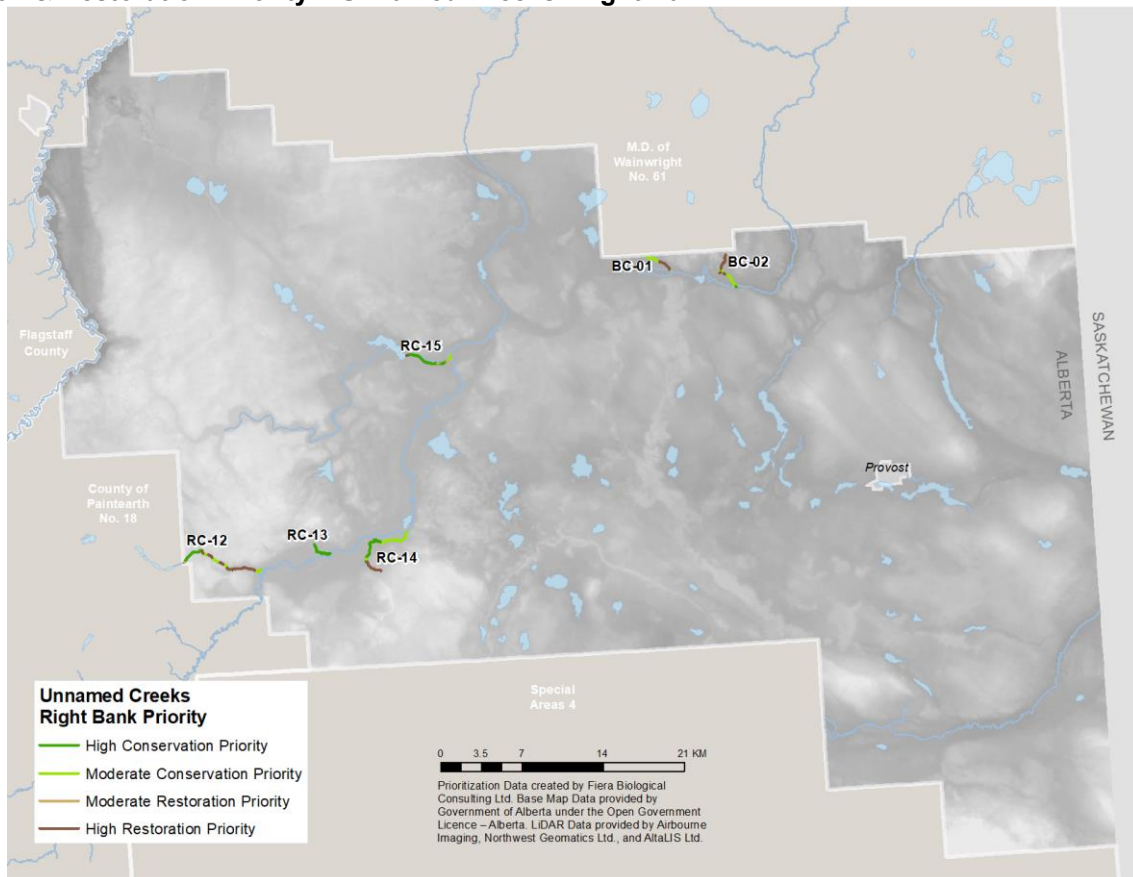 M.D. of
Wainwright
No. 61
BC-01
BC-02
SASKATCHEWAN
ALBERTA
Flagstaff
County
RC-15
Provost
County of
Paintearth
No. 18
RC-12
RC-13
RC-14
Special
Areas 4
Unnamed Creeks
Right Bank Priority
High Conservation Priority
Moderate Conservation Priority
Moderate Restoration Priority
High Restoration Priority
0 3.5 7 14 21 KM
Prioritization Data created by Fiera Biological
Consulting Ltd. Base Map Data provided by
Government of Alberta under the Open Government
Licence – Alberta. LiDAR Data provided by Airbourne
Imaging, Northwest Geomatics Ltd., and AltaLIS Ltd.